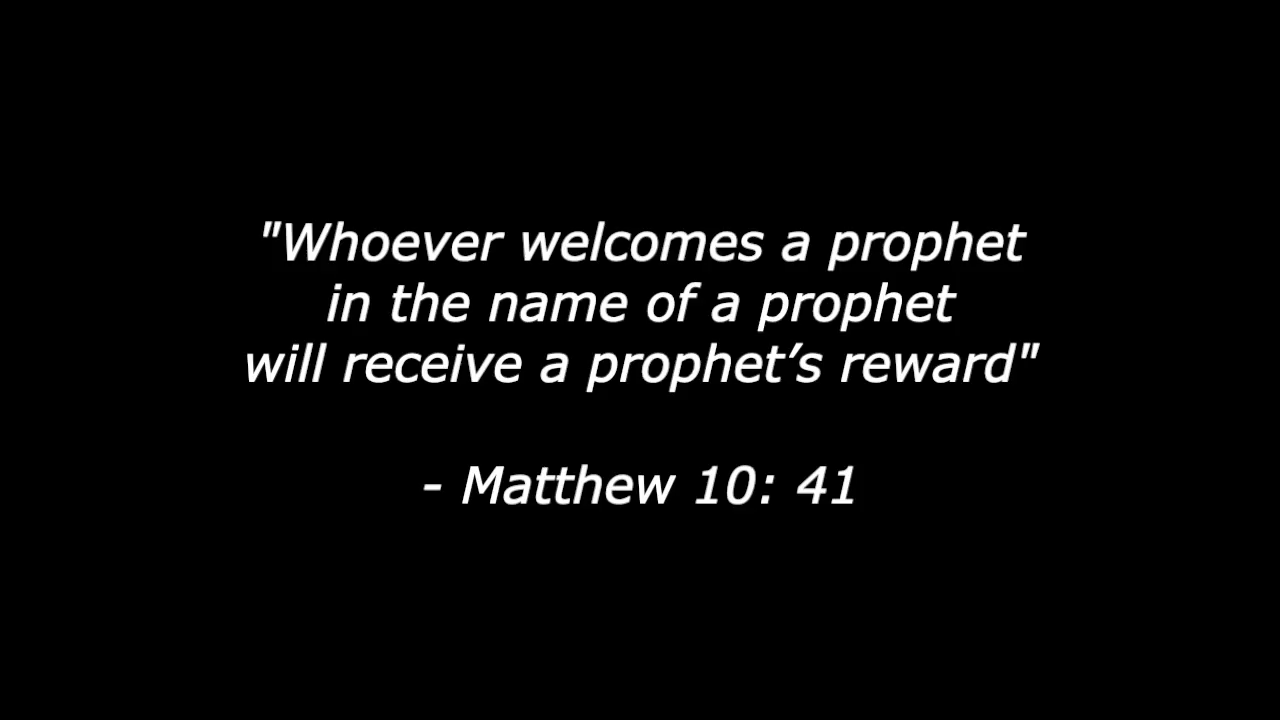 "Whoever welcomes a prophet
in the name of a prophet
will receive a prophet’s reward"
- Matthew 10: 41